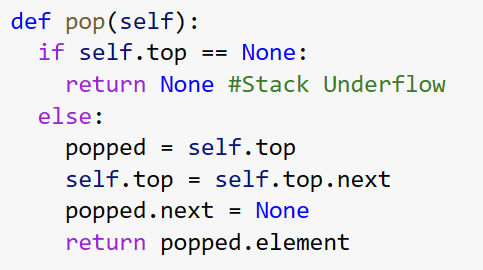 def pop(self):
  if self.top == None:
    return None #Stack Underflow
  else:
    popped = self.top
    self.top = self.top.next
    popped.next = None
    return popped.element